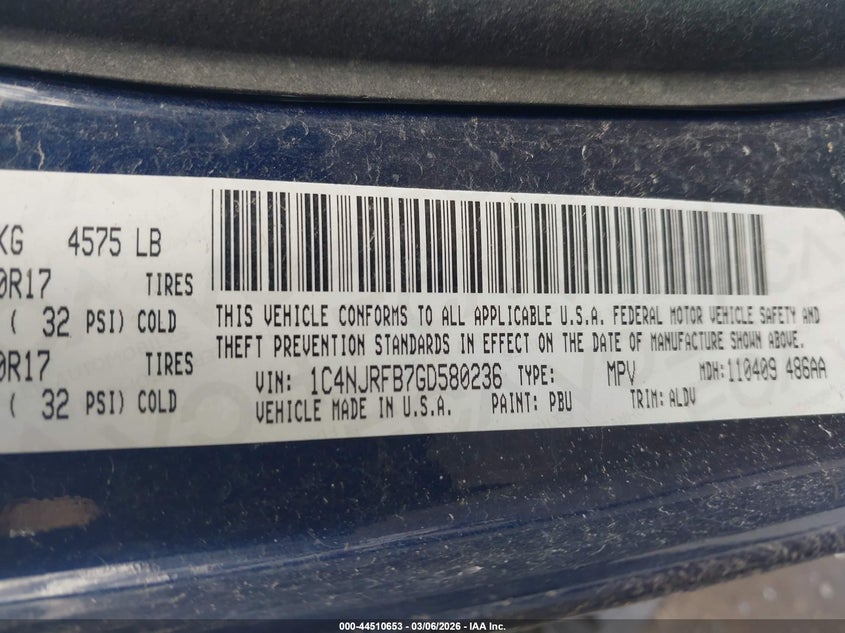 KG 4575 LB
0R17 TIRES
( 32 PSI) COLD
0R17 TIRES
( 32 PSI) COLD
THIS VEHICLE CONFORMS TO ALL APPLICABLE U.S.A. FEDERAL MOTOR VEHICLE SAFETY AND
THEFT PREVENTION STANDARDS IN EFFECT ON THE DATE OF MANUFACTURE SHOWN ABOVE.
VIN: 1C4NJRFB7GD580236 TYPE: MPV MDH: 110409 486AA
VEHICLE MADE IN U.S.A. PAINT: PBU TRIM: ALDV
000-44510653 — 03/06/2026 — IAA Inc.